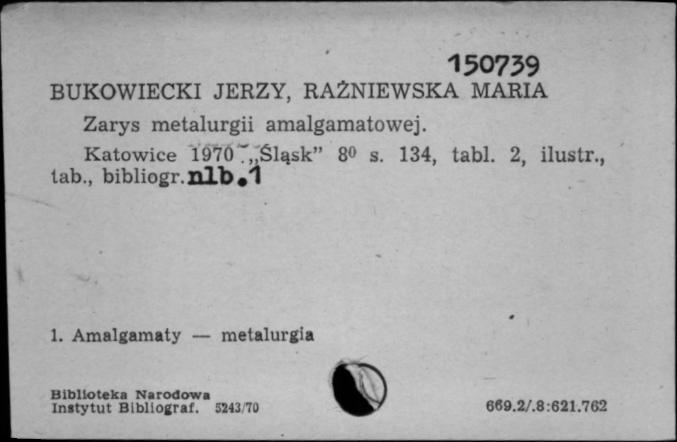 150739
BUKOWIECKI JERZY, RAŻNIEWSKA MARIA
Zarys metalurgii amalgamatowej.
Katowice 1970 „Śląsk” 8⁰ s. 134, tabl. 2, ilustr.,
tab., bibliogr. nlb.1
1. Amalgamaty — metalurgia
Biblioteka Narodowa
Instytut Bibliograf. 5243/70
669.2/.8:621.762